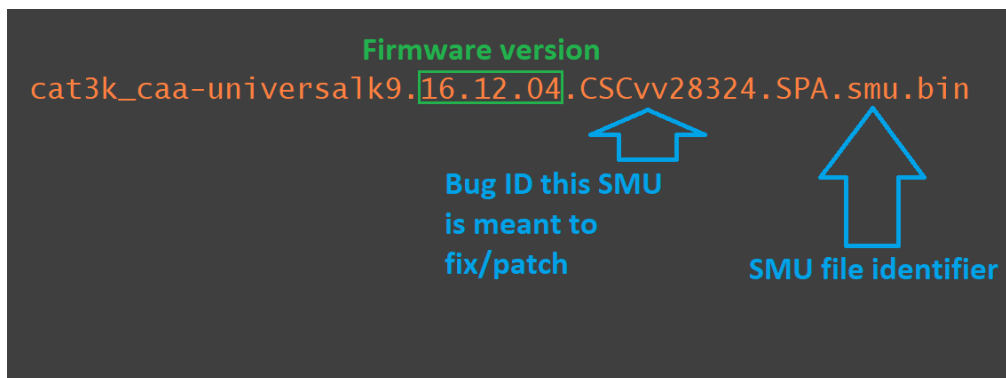 Firmware version
cat3k_caa-universalk9.16.12.04.CSCvv28324.SPA.smu.bin
Bug ID this SMU
is meant to
fix/patch
SMU file identifier